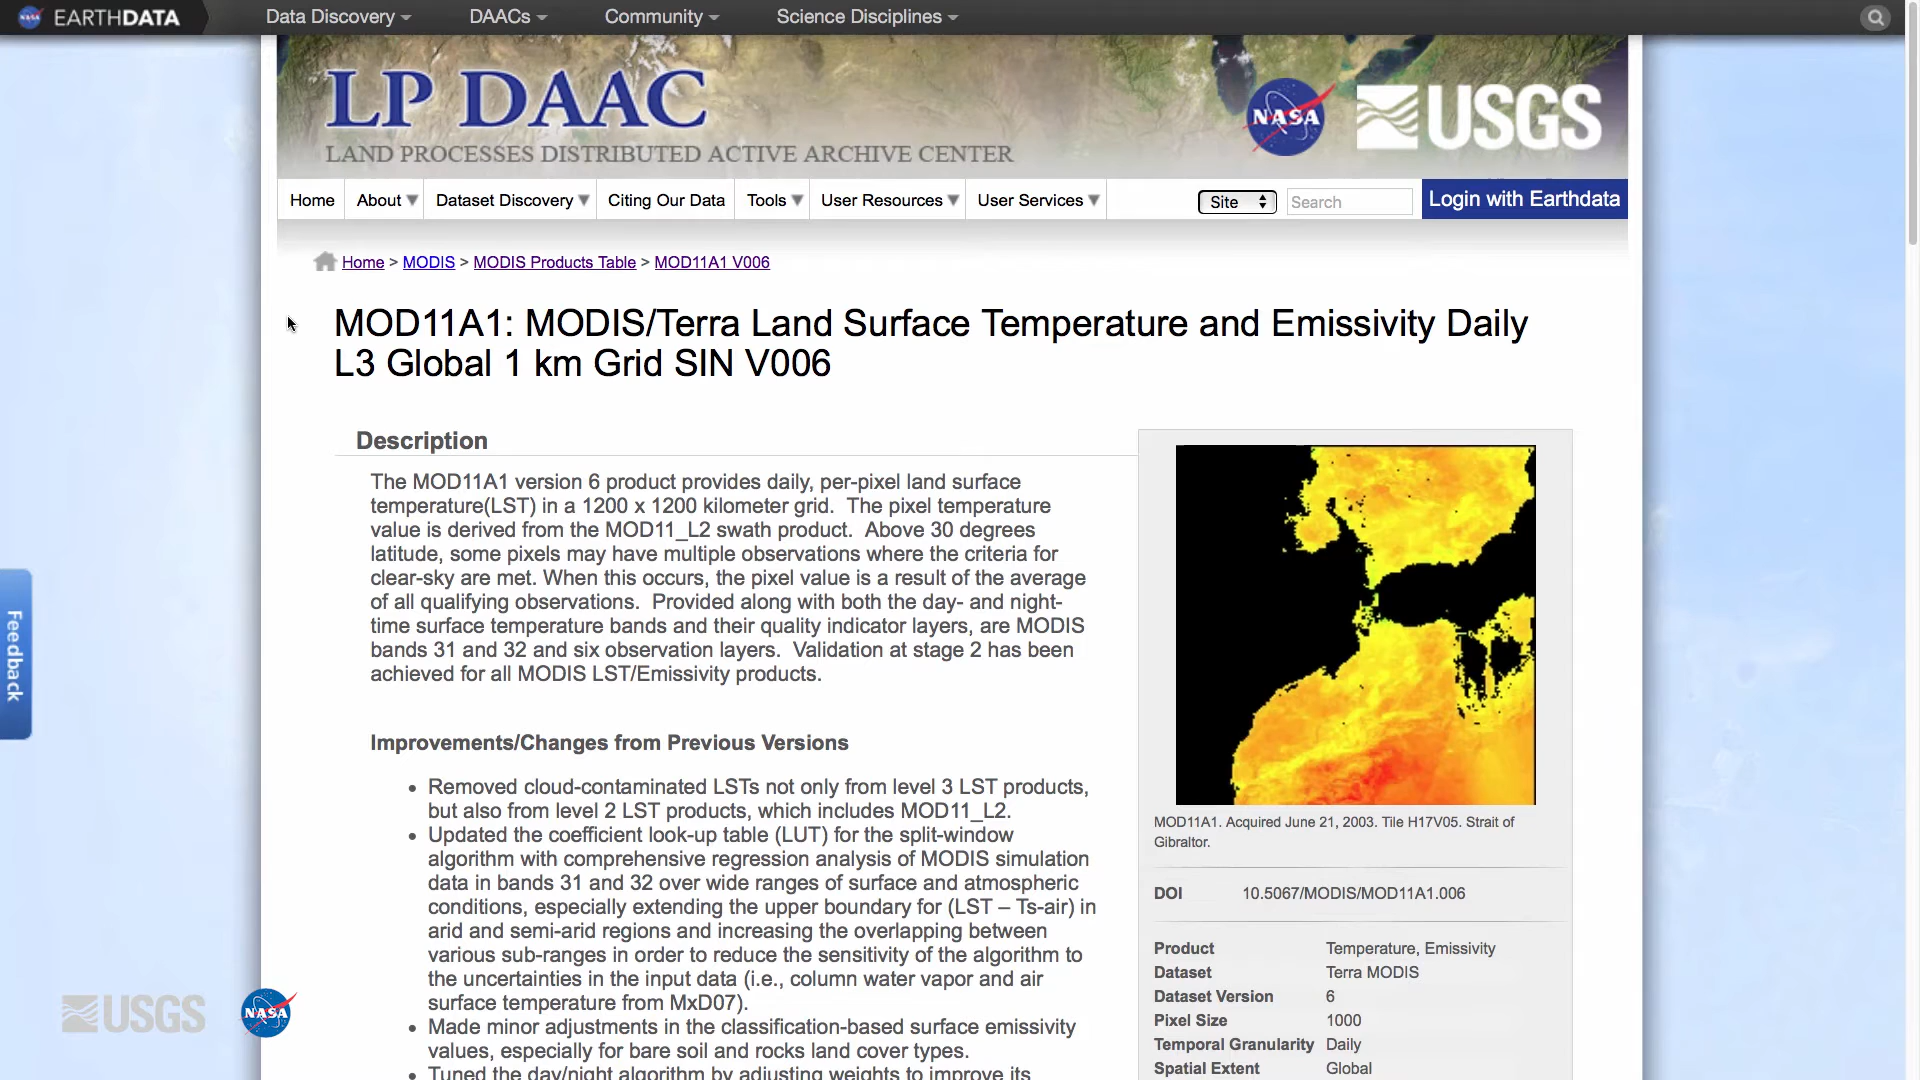 EARTHDATA
Data Discovery
DAACs
Community
Science Disciplines
LP DAAC
LAND PROCESSES DISTRIBUTED ACTIVE ARCHIVE CENTER
NASA
USGS
Home
About
Dataset Discovery
Citing Our Data
Tools
User Resources
User Services
Site
Search
Login with Earthdata
Home > MODIS > MODIS Products Table > MOD11A1 V006
MOD11A1: MODIS/Terra Land Surface Temperature and Emissivity Daily
L3 Global 1 km Grid SIN V006
Description
The MOD11A1 version 6 product provides daily, per-pixel land surface
temperature(LST) in a 1200 x 1200 kilometer grid.  The pixel temperature
value is derived from the MOD11_L2 swath product.  Above 30 degrees
latitude, some pixels may have multiple observations where the criteria for
clear-sky are met. When this occurs, the pixel value is a result of the average
of all qualifying observations.  Provided along with both the day- and night-
time surface temperature bands and their quality indicator layers, are MODIS
bands 31 and 32 and six observation layers.  Validation at stage 2 has been
achieved for all MODIS LST/Emissivity products.
Improvements/Changes from Previous Versions
• Removed cloud-contaminated LSTs not only from level 3 LST products,
but also from level 2 LST products, which includes MOD11_L2.
• Updated the coefficient look-up table (LUT) for the split-window
algorithm with comprehensive regression analysis of MODIS simulation
data in bands 31 and 32 over wide ranges of surface and atmospheric
conditions, especially extending the upper boundary for (LST – Ts-air) in
arid and semi-arid regions and increasing the overlapping between
various sub-ranges in order to reduce the sensitivity of the algorithm to
the uncertainties in the input data (i.e., column water vapor and air
surface temperature from MxD07).
• Made minor adjustments in the classification-based surface emissivity
values, especially for bare soil and rocks land cover types.
• Tuned the day/night algorithm by adjusting weights to improve its
MOD11A1. Acquired June 21, 2003. Tile H17V05. Strait of
Gibraltar.
DOI 10.5067/MODIS/MOD11A1.006
Product Temperature, Emissivity
Dataset Terra MODIS
Dataset Version 6
Pixel Size 1000
Temporal Granularity Daily
Spatial Extent Global
Feedback
USGS
NASA